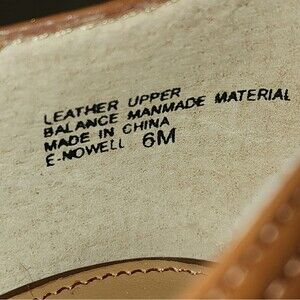 LEATHER UPPER
BALANCE MANMADE MATERIAL
MADE IN CHINA
E-NOWELL 6M